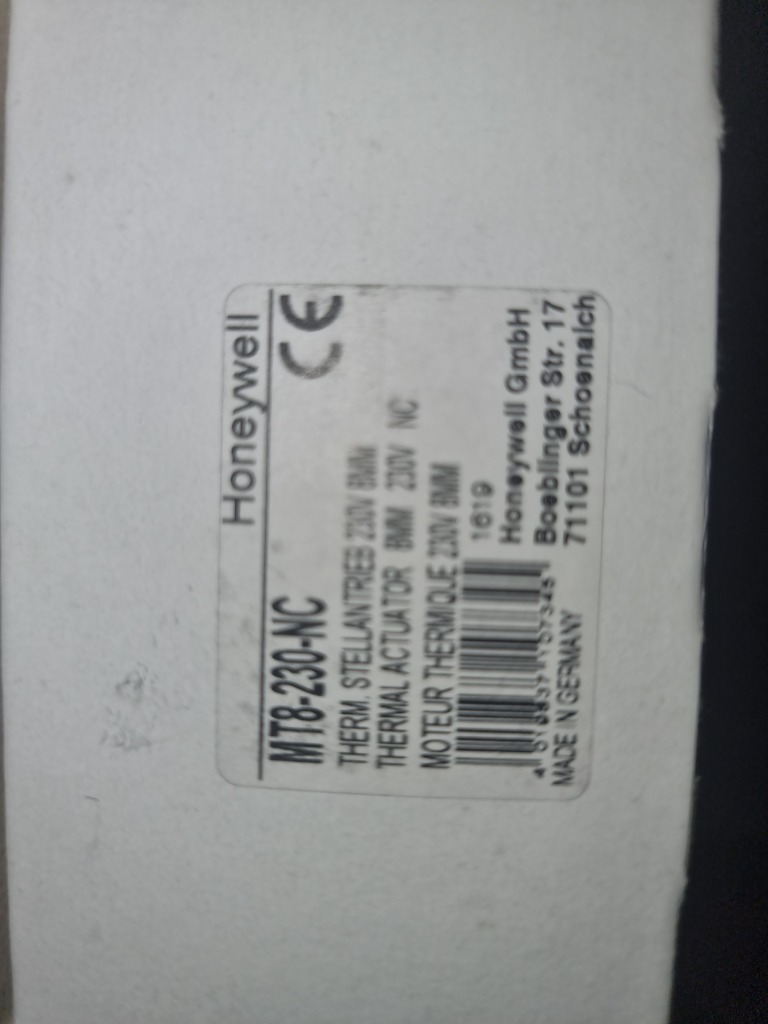 Honeywell
CE
MT8-230-NC
THERM. STELLANTRIEB 230V 8MM
THERMAL ACTUATOR 8MM 230V NC
MOTEUR THERMIQUE 230V 8MM
1619
Honeywell GmbH
Boeblinger Str. 17
71101 Schoenaich
MADE IN GERMANY